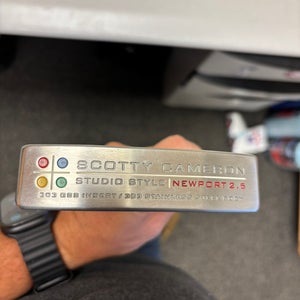 SCOTTY CAMERON
STUDIO STYLE | NEWPORT 2.5
303 GSS INSERT / 303 STAINLESS